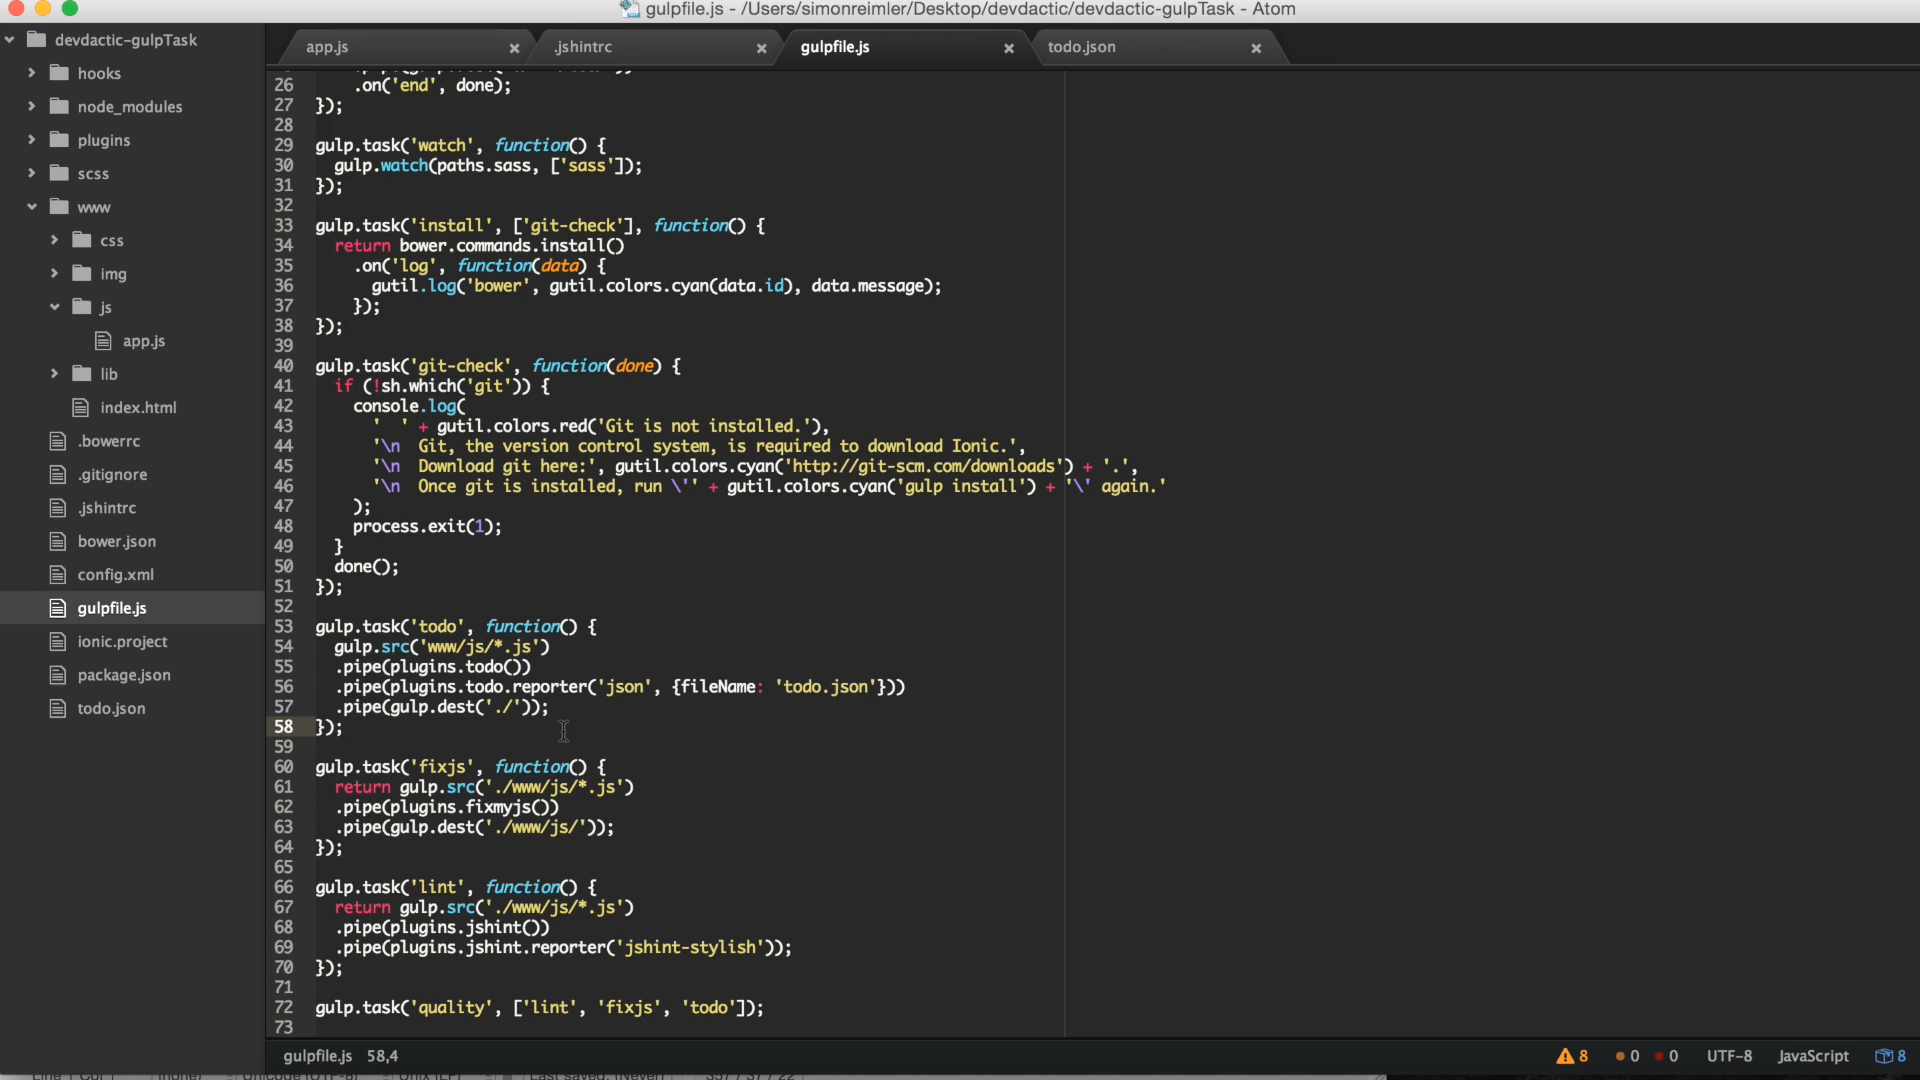 gulpfile.js - /Users/simonreimler/Desktop/devdactic/devdactic-gulpTask - Atom
devdactic-gulpTask
hooks
node_modules
plugins
scss
www
css
img
js
app.js
lib
index.html
.bowerrc
.gitignore
.jshintrc
bower.json
config.xml
gulpfile.js
ionic.project
package.json
todo.json
app.js
.jshintrc
gulpfile.js
todo.json
26 .on('end', done);
27 });
28
29 gulp.task('watch', function() {
30 gulp.watch(paths.sass, ['sass']);
31 });
32
33 gulp.task('install', ['git-check'], function() {
34 return bower.commands.install()
35 .on('log', function(data) {
36 gutil.log('bower', gutil.colors.cyan(data.id), data.message);
37 });
38 });
39
40 gulp.task('git-check', function(done) {
41 if (!sh.which('git')) {
42 console.log(
43 '  ' + gutil.colors.red('Git is not installed.'),
44 '\n  Git, the version control system, is required to download Ionic.',
45 '\n  Download git here:', gutil.colors.cyan('http://git-scm.com/downloads') + '.',
46 '\n  Once git is installed, run \'' + gutil.colors.cyan('gulp install') + '\' again.'
47 );
48 process.exit(1);
49 }
50 done();
51 });
52
53 gulp.task('todo', function() {
54 gulp.src('www/js/*.js')
55 .pipe(plugins.todo())
56 .pipe(plugins.todo.reporter('json', {fileName: 'todo.json'}))
57 .pipe(gulp.dest('./'));
58 });
59
60 gulp.task('fixjs', function() {
61 return gulp.src('./www/js/*.js')
62 .pipe(plugins.fixmyjs())
63 .pipe(gulp.dest('./www/js/'));
64 });
65
66 gulp.task('lint', function() {
67 return gulp.src('./www/js/*.js')
68 .pipe(plugins.jshint())
69 .pipe(plugins.jshint.reporter('jshint-stylish'));
70 });
71
72 gulp.task('quality', ['lint', 'fixjs', 'todo']);
73
gulpfile.js 58,4
8 0 0 UTF-8 JavaScript 8